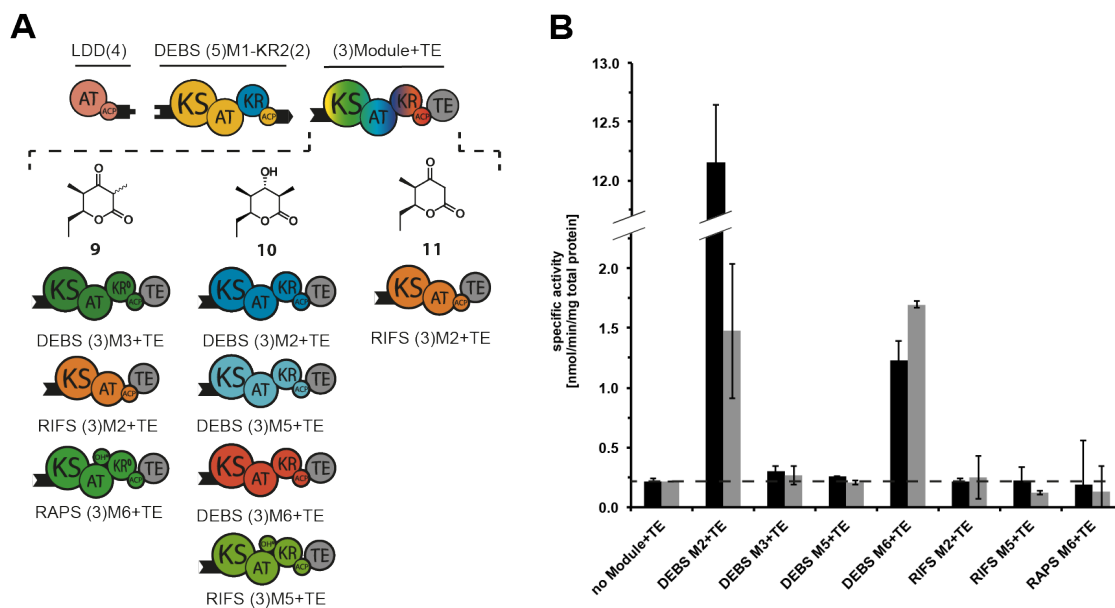 A
LDD(4) DEBS (5)M1-KR2(2) (3)Module+TE
AT ACP KS AT KR ACP KS AT KR ACP TE
O O O
9
OH O O
10
O O O
11
KS AT KR⁰ ACP TE
DEBS (3)M3+TE
KS AT KR ACP TE
DEBS (3)M2+TE
KS AT ACP TE
RIFS (3)M2+TE
KS AT ACP TE
RIFS (3)M2+TE
KS AT KR ACP TE
DEBS (3)M5+TE
KS AT DH* KR⁰ ACP TE
RAPS (3)M6+TE
KS AT KR ACP TE
DEBS (3)M6+TE
KS AT DH* KR ACP TE
RIFS (3)M5+TE
B
specific activity
[nmol/min/mg total protein]
13.0
12.5
12.0
2.0
1.5
1.0
0.5
0.0
no Module+TE
DEBS M2+TE
DEBS M3+TE
DEBS M5+TE
DEBS M6+TE
RIFS M2+TE
RIFS M5+TE
RAPS M6+TE